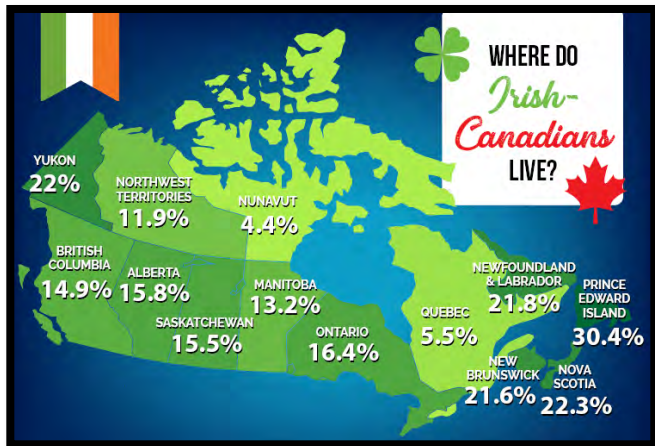 WHERE DO
Irish-
Canadians
LIVE?
YUKON
22%
NORTHWEST
TERRITORIES
11.9%
NUNAVUT
4.4%
BRITISH
COLUMBIA
14.9%
ALBERTA
15.8%
SASKATCHEWAN
15.5%
MANITOBA
13.2%
ONTARIO
16.4%
QUEBEC
5.5%
NEWFOUNDLAND
& LABRADOR
21.8%
PRINCE
EDWARD
ISLAND
30.4%
NEW
BRUNSWICK
21.6%
NOVA
SCOTIA
22.3%